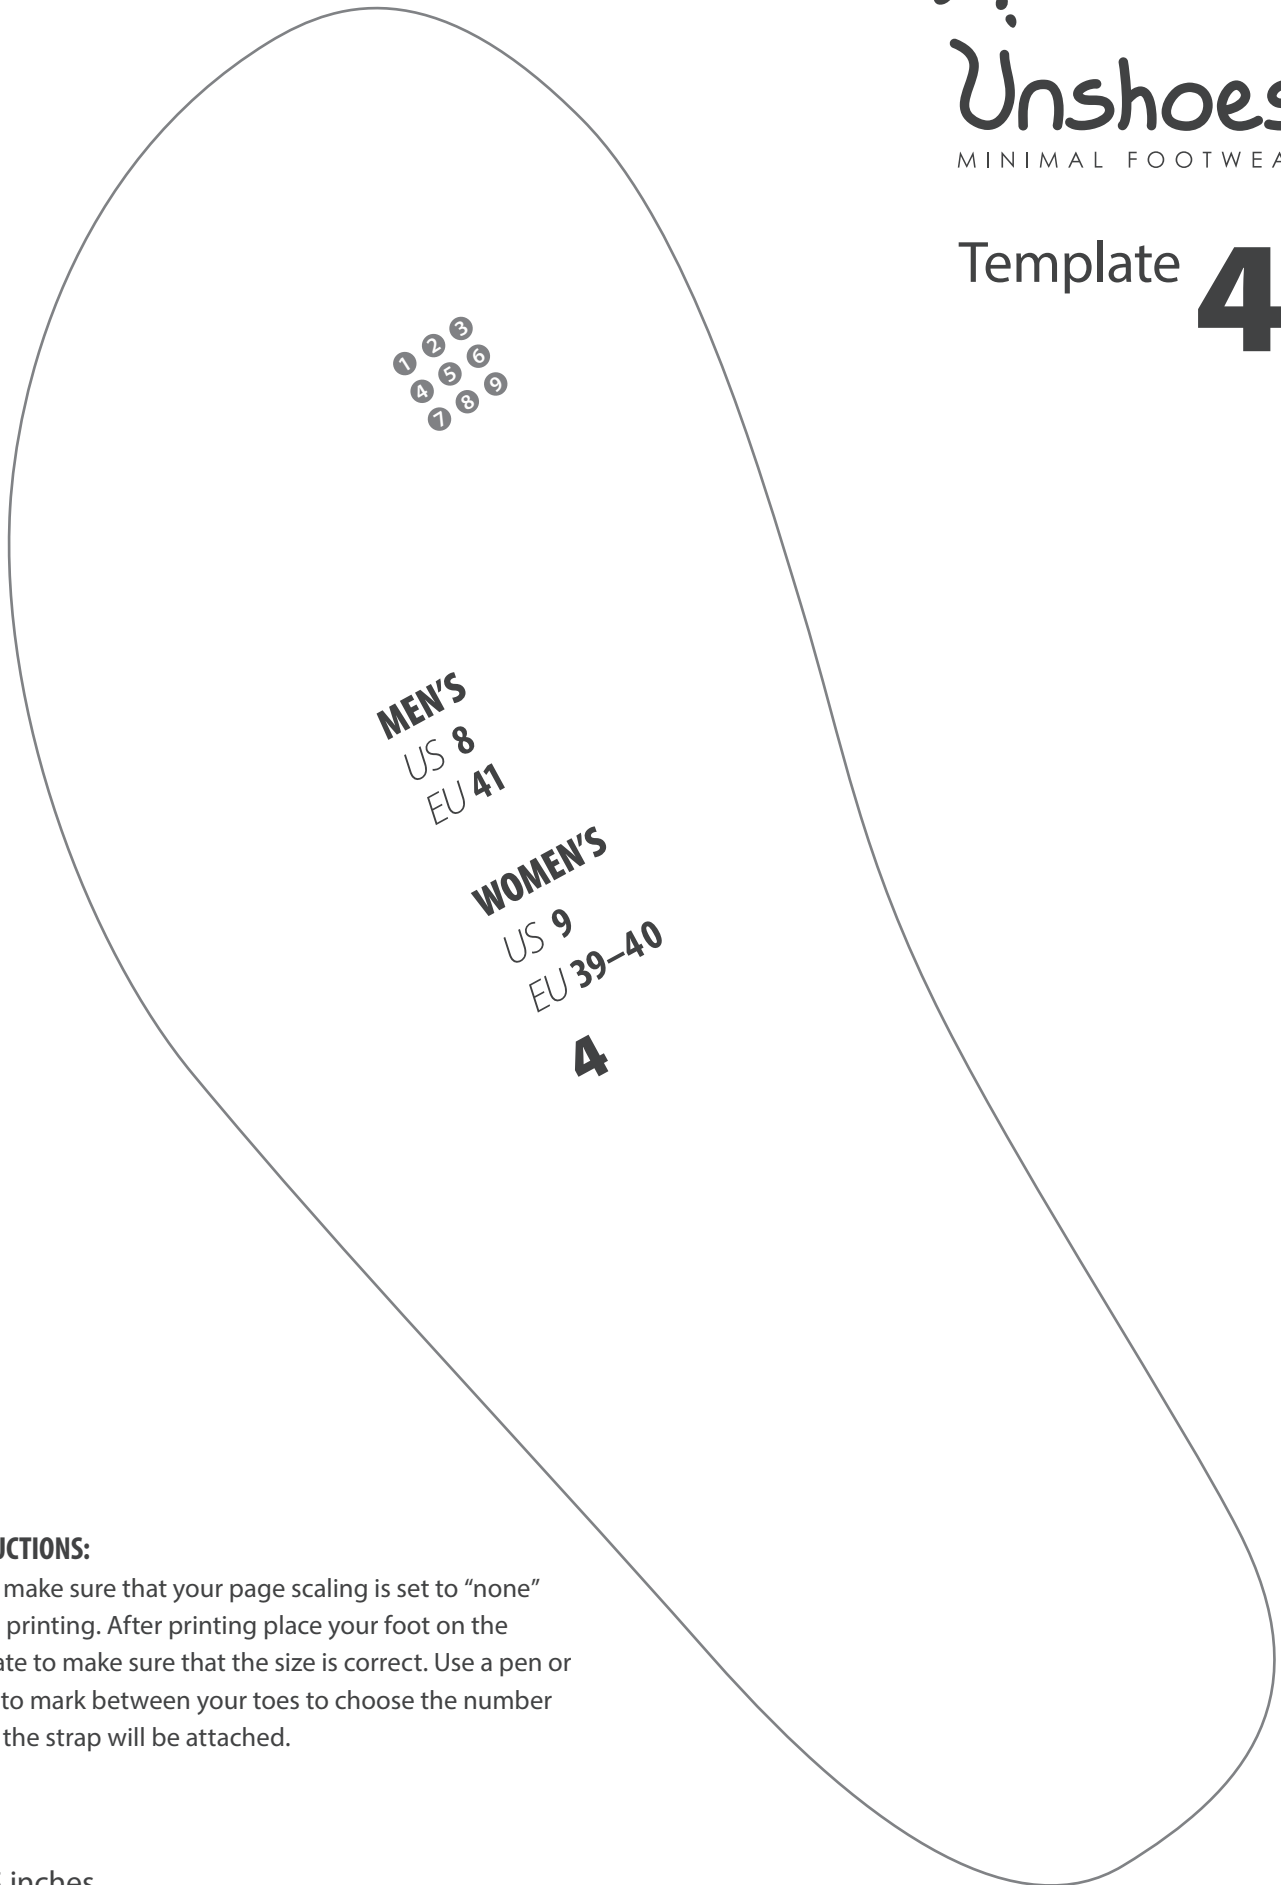 Unshoes
MINIMAL FOOTWEA
Template 4
1 2 3
4 5 6
7 8 9
MEN'S
US 8
EU 41
WOMEN'S
US 9
EU 39–40
4
UCTIONS:
make sure that your page scaling is set to “none”
printing. After printing place your foot on the
ate to make sure that the size is correct. Use a pen or
to mark between your toes to choose the number
the strap will be attached.
inches